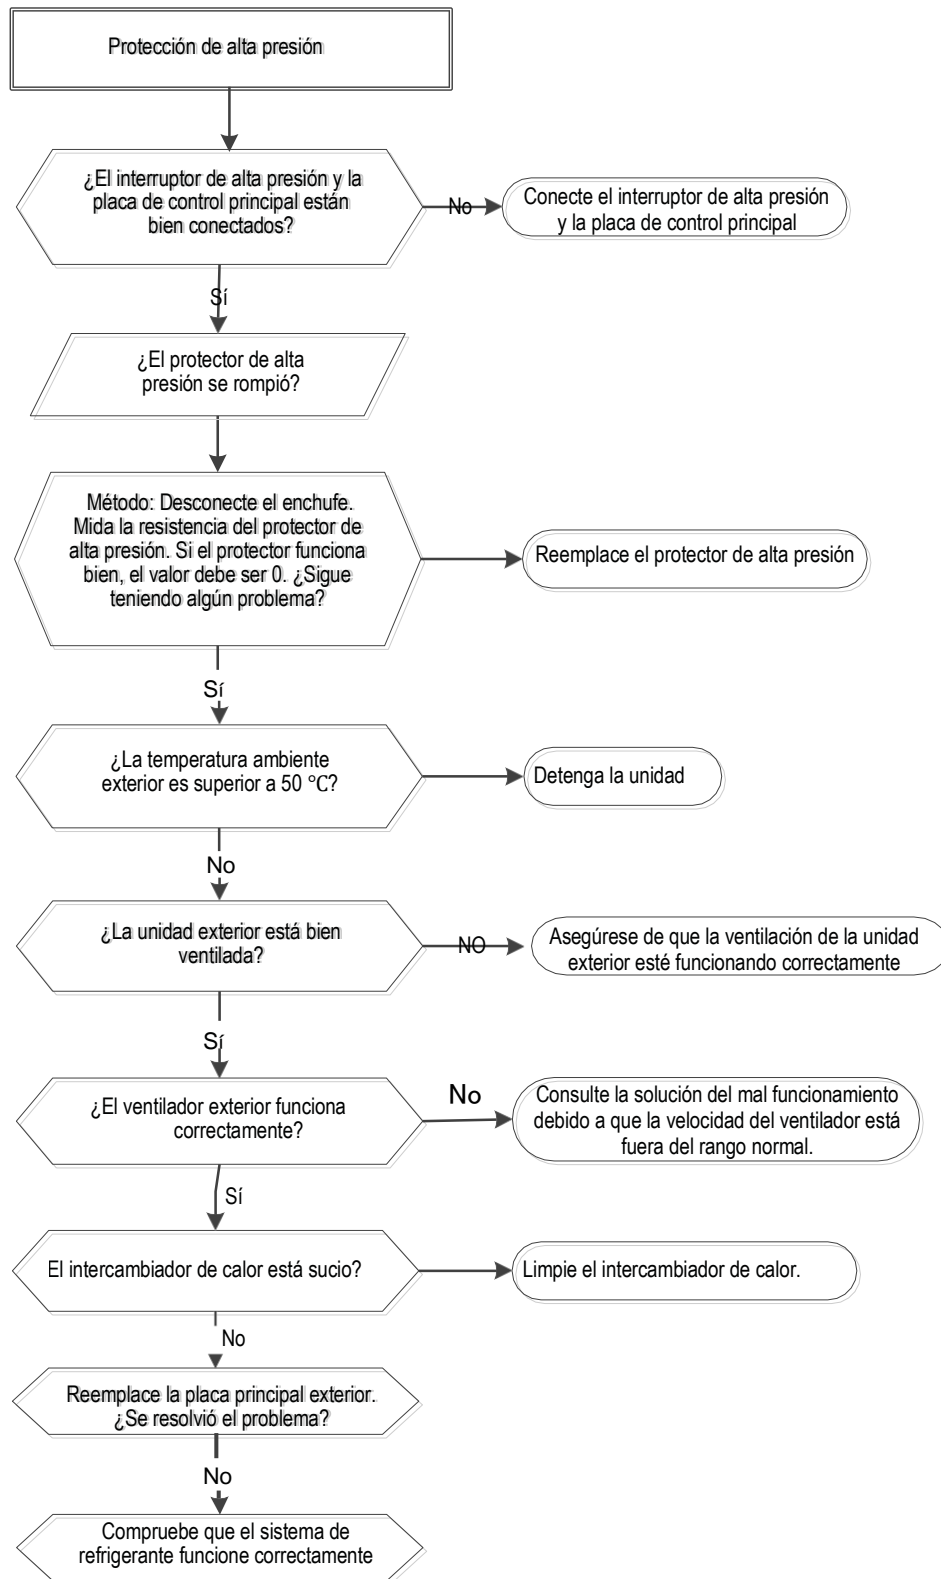 Protección de alta presión
¿El interruptor de alta presión y la
placa de control principal están
bien conectados?
No
Conecte el interruptor de alta presión
y la placa de control principal
Sí
¿El protector de alta
presión se rompió?
Método: Desconecte el enchufe.
Mida la resistencia del protector de
alta presión. Si el protector funciona
bien, el valor debe ser 0. ¿Sigue
teniendo algún problema?
Reemplace el protector de alta presión
Sí
¿La temperatura ambiente
exterior es superior a 50 °C?
Detenga la unidad
No
¿La unidad exterior está bien
ventilada?
NO
Asegúrese de que la ventilación de la unidad
exterior esté funcionando correctamente
Sí
¿El ventilador exterior funciona
correctamente?
No
Consulte la solución del mal funcionamiento
debido a que la velocidad del ventilador está
fuera del rango normal.
Sí
El intercambiador de calor está sucio?
Limpie el intercambiador de calor.
No
Reemplace la placa principal exterior.
¿Se resolvió el problema?
No
Compruebe que el sistema de
refrigerante funcione correctamente